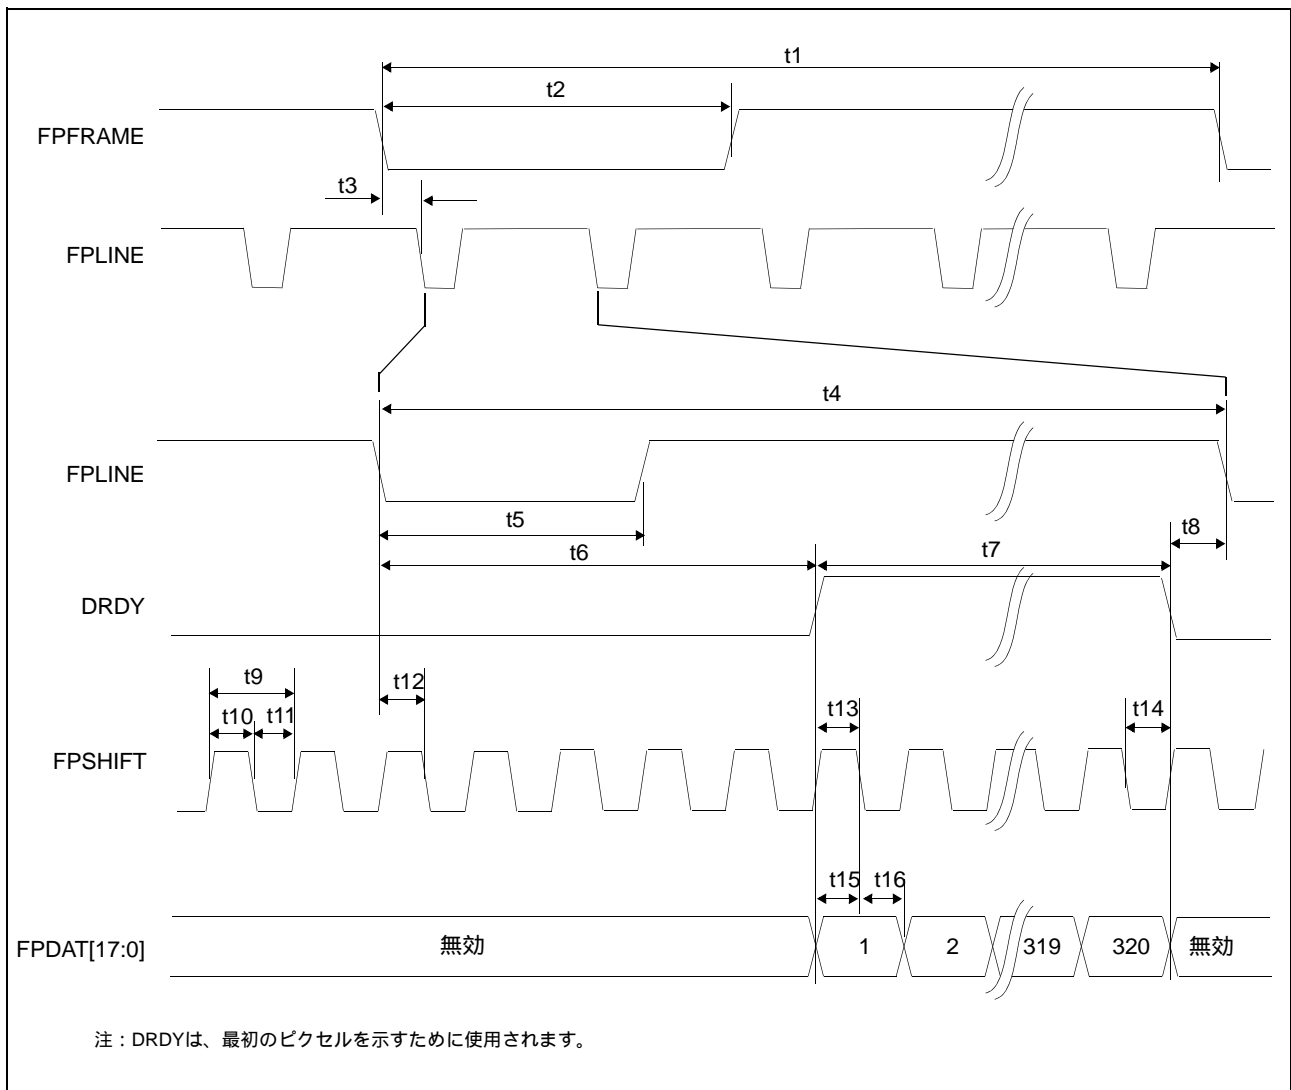 t1
t2
FPFRAME
t3
FPLINE
t4
FPLINE
t5
t8
t6
t7
DRDY
t9
t12
t10
t11
t13
t14
FPSHIFT
t15
t16
FPDAT[17:0]
無効
1
2
319
320
無効
注：DRDYは、最初のピクセルを示すために使用されます。